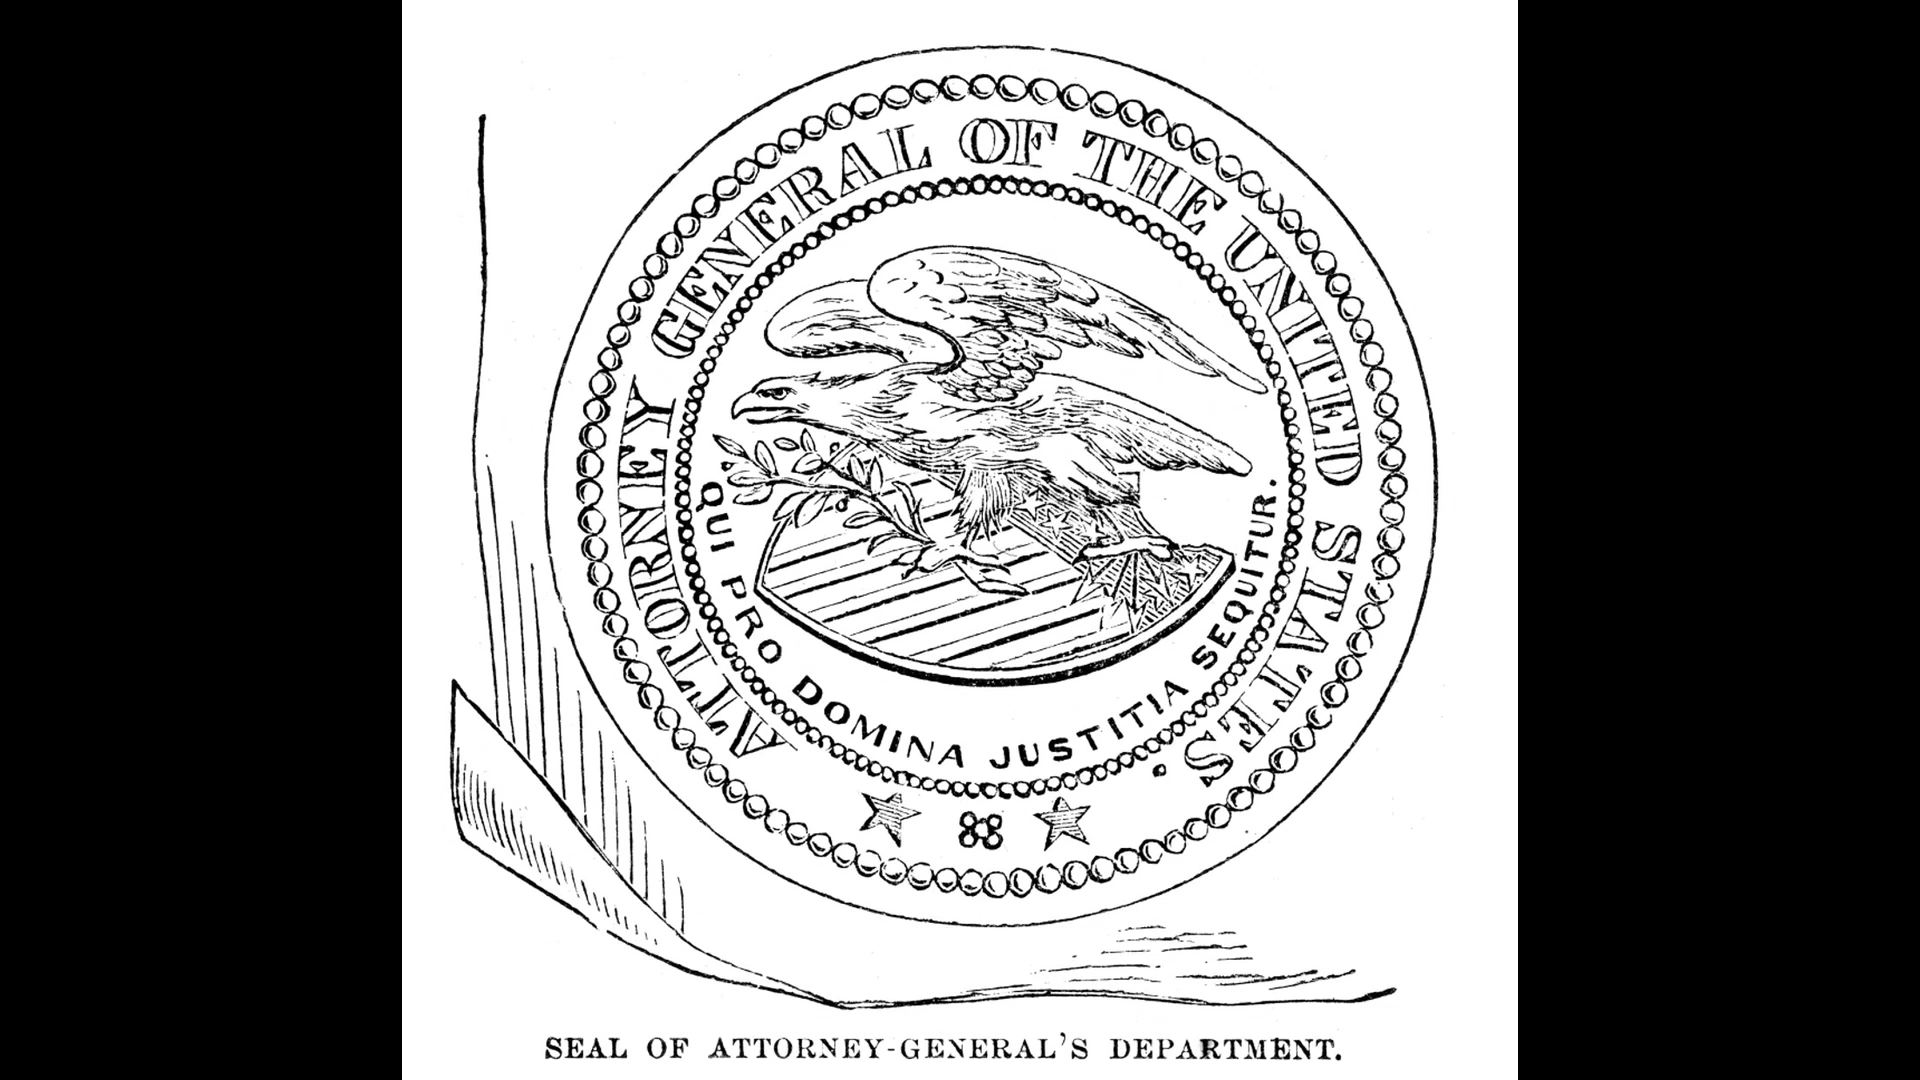 ATTORNEY GENERAL OF THE UNITED STATES.
QUI PRO DOMINA JUSTITIA SEQUITUR.
SEAL OF ATTORNEY-GENERAL'S DEPARTMENT.